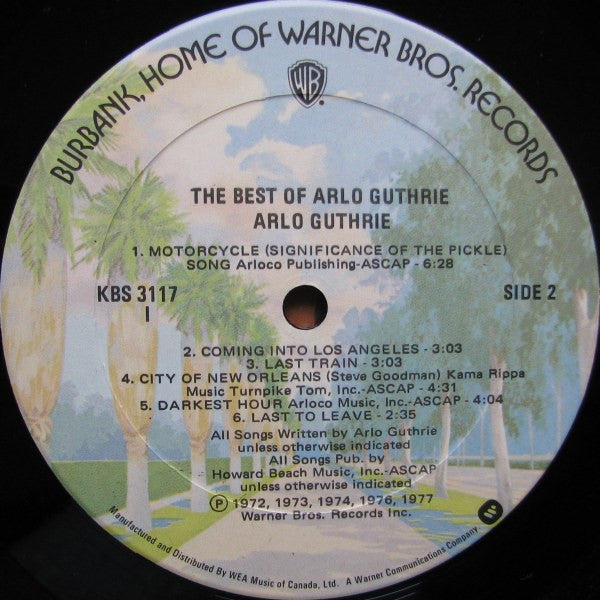 BURBANK, HOME OF WARNER BROS. RECORDS
WB
THE BEST OF ARLO GUTHRIE
ARLO GUTHRIE
1. MOTORCYCLE (SIGNIFICANCE OF THE PICKLE)
SONG Arloco Publishing-ASCAP - 6:28
KBS 3117
SIDE 2
I
2. COMING INTO LOS ANGELES - 3:03
3. LAST TRAIN - 3:03
4. CITY OF NEW ORLEANS (Steve Goodman) Kama Rippa
Music Turnpike Tom, Inc.-ASCAP - 4:31
5. DARKEST HOUR Arloco Music, Inc.-ASCAP - 4:04
6. LAST TO LEAVE - 2:35
All Songs Written by Arlo Guthrie
unless otherwise indicated
All Songs Pub. by
Howard Beach Music, Inc.-ASCAP
unless otherwise indicated
℗ 1972, 1973, 1974, 1976, 1977
Warner Bros. Records Inc.
Manufactured and Distributed By WEA Music of Canada, Ltd. A Warner Communications Company.